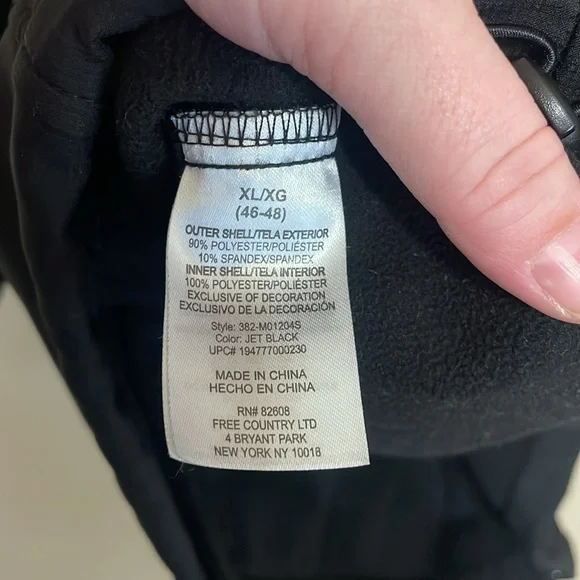 XL/XG
(46-48)
OUTER SHELL/TELA EXTERIOR
90% POLYESTER/POLIÉSTER
10% SPANDEX/SPANDEX
INNER SHELL/TELA INTERIOR
100% POLYESTER/POLIÉSTER
EXCLUSIVE OF DECORATION
EXCLUSIVO DE LA DECORACIÓN
Style: 382-M01204S
Color: JET BLACK
UPC# 194777000230
MADE IN CHINA
HECHO EN CHINA
RN# 82608
FREE COUNTRY LTD
4 BRYANT PARK
NEW YORK NY 10018